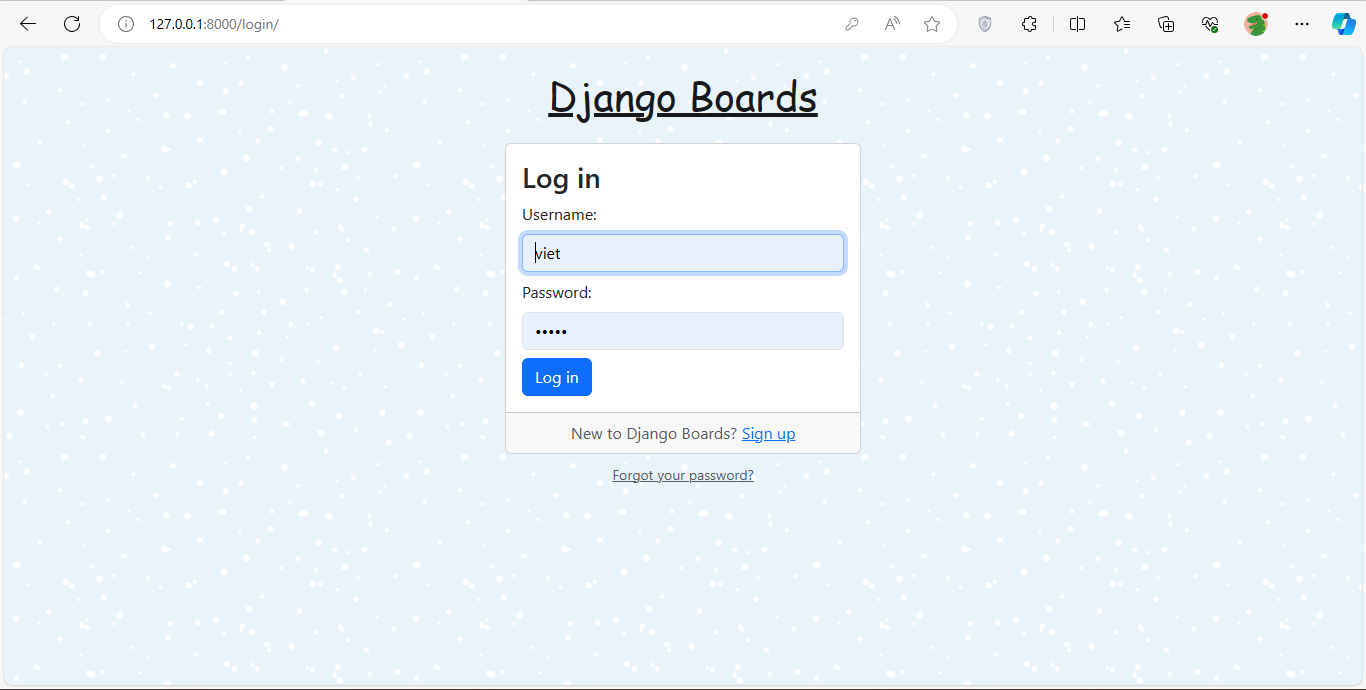 127.0.0.1:8000/login/
Django Boards
Log in
Username:
viet
Password:
•••••
Log in
New to Django Boards? Sign up
Forgot your password?